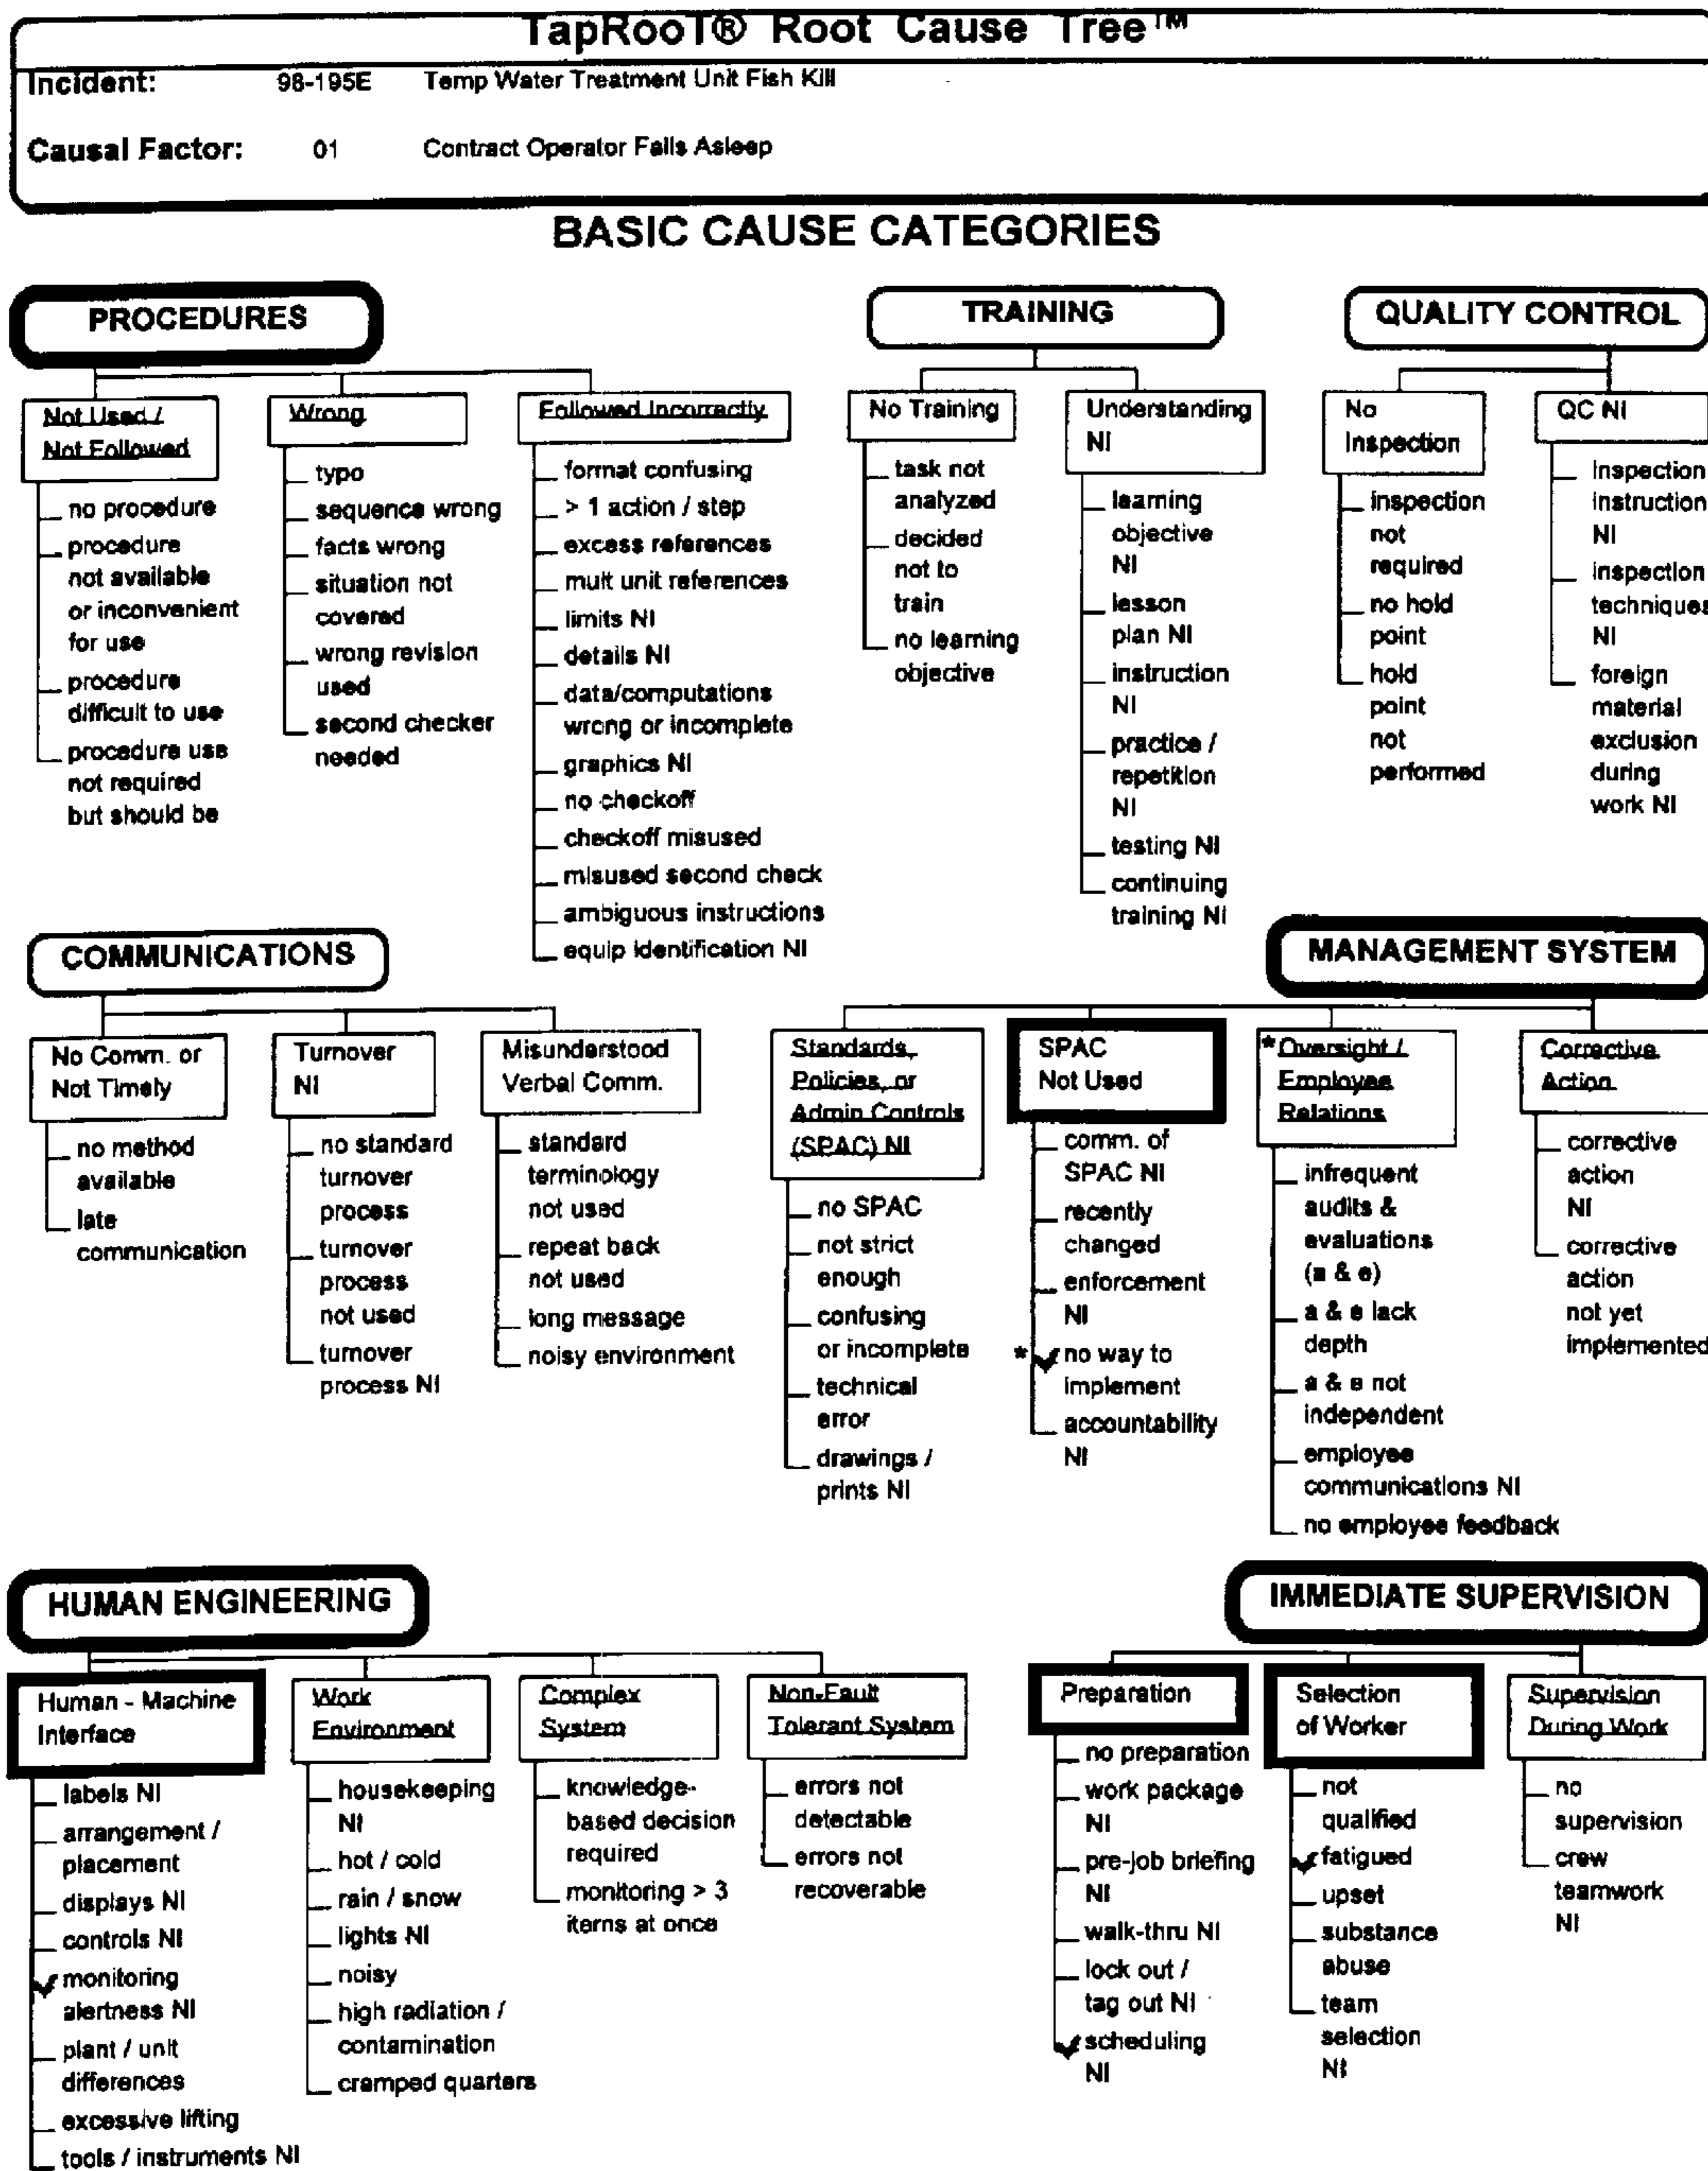 TapRooT® Root Cause Tree™
Incident: 98-195E Temp Water Treatment Unit Fish Kill
Causal Factor: 01 Contract Operator Falls Asleep
BASIC CAUSE CATEGORIES
PROCEDURES
Not Used /
Not Followed
no procedure
procedure
not available
or inconvenient
for use
procedure
difficult to use
procedure use
not required
but should be
Wrong
typo
sequence wrong
facts wrong
situation not
covered
wrong revision
used
second checker
needed
Followed Incorrectly
format confusing
> 1 action / step
excess references
mult unit references
limits NI
details NI
data/computations
wrong or incomplete
graphics NI
no checkoff
checkoff misused
misused second check
ambiguous instructions
equip identification NI
TRAINING
No Training
task not
analyzed
decided
not to
train
no learning
objective
Understanding
NI
learning
objective
NI
lesson
plan NI
instruction
NI
practice /
repetition
NI
testing NI
continuing
training NI
QUALITY CONTROL
No
Inspection
inspection
not
required
no hold
point
hold
point
not
performed
QC NI
inspection
instruction
NI
inspection
techniques
NI
foreign
material
exclusion
during
work NI
COMMUNICATIONS
No Comm. or
Not Timely
no method
available
late
communication
Turnover
NI
no standard
turnover
process
turnover
process
not used
turnover
process NI
Misunderstood
Verbal Comm.
standard
terminology
not used
repeat back
not used
long message
noisy environment
MANAGEMENT SYSTEM
Standards,
Policies, or
Admin Controls
(SPAC) NI
no SPAC
not strict
enough
confusing
or incomplete
technical
error
drawings /
prints NI
SPAC
Not Used
comm. of
SPAC NI
recently
changed
enforcement
NI
* no way to
implement
accountability
NI
* Oversight /
Employee
Relations
infrequent
audits &
evaluations
(a & e)
a & e lack
depth
a & e not
independent
employee
communications NI
no employee feedback
Corrective
Action
corrective
action
NI
corrective
action
not yet
implemented
HUMAN ENGINEERING
Human - Machine
Interface
labels NI
arrangement /
placement
displays NI
controls NI
monitoring
alertness NI
plant / unit
differences
excessive lifting
tools / instruments NI
Work
Environment
housekeeping
NI
hot / cold
rain / snow
lights NI
noisy
high radiation /
contamination
cramped quarters
Complex
System
knowledge-
based decision
required
monitoring > 3
items at once
Non-Fault
Tolerant System
errors not
detectable
errors not
recoverable
IMMEDIATE SUPERVISION
Preparation
no preparation
work package
NI
pre-job briefing
NI
walk-thru NI
lock out /
tag out NI
scheduling
NI
Selection
of Worker
not
qualified
fatigued
upset
substance
abuse
team
selection
NI
Supervision
During Work
no
supervision
crew
teamwork
NI